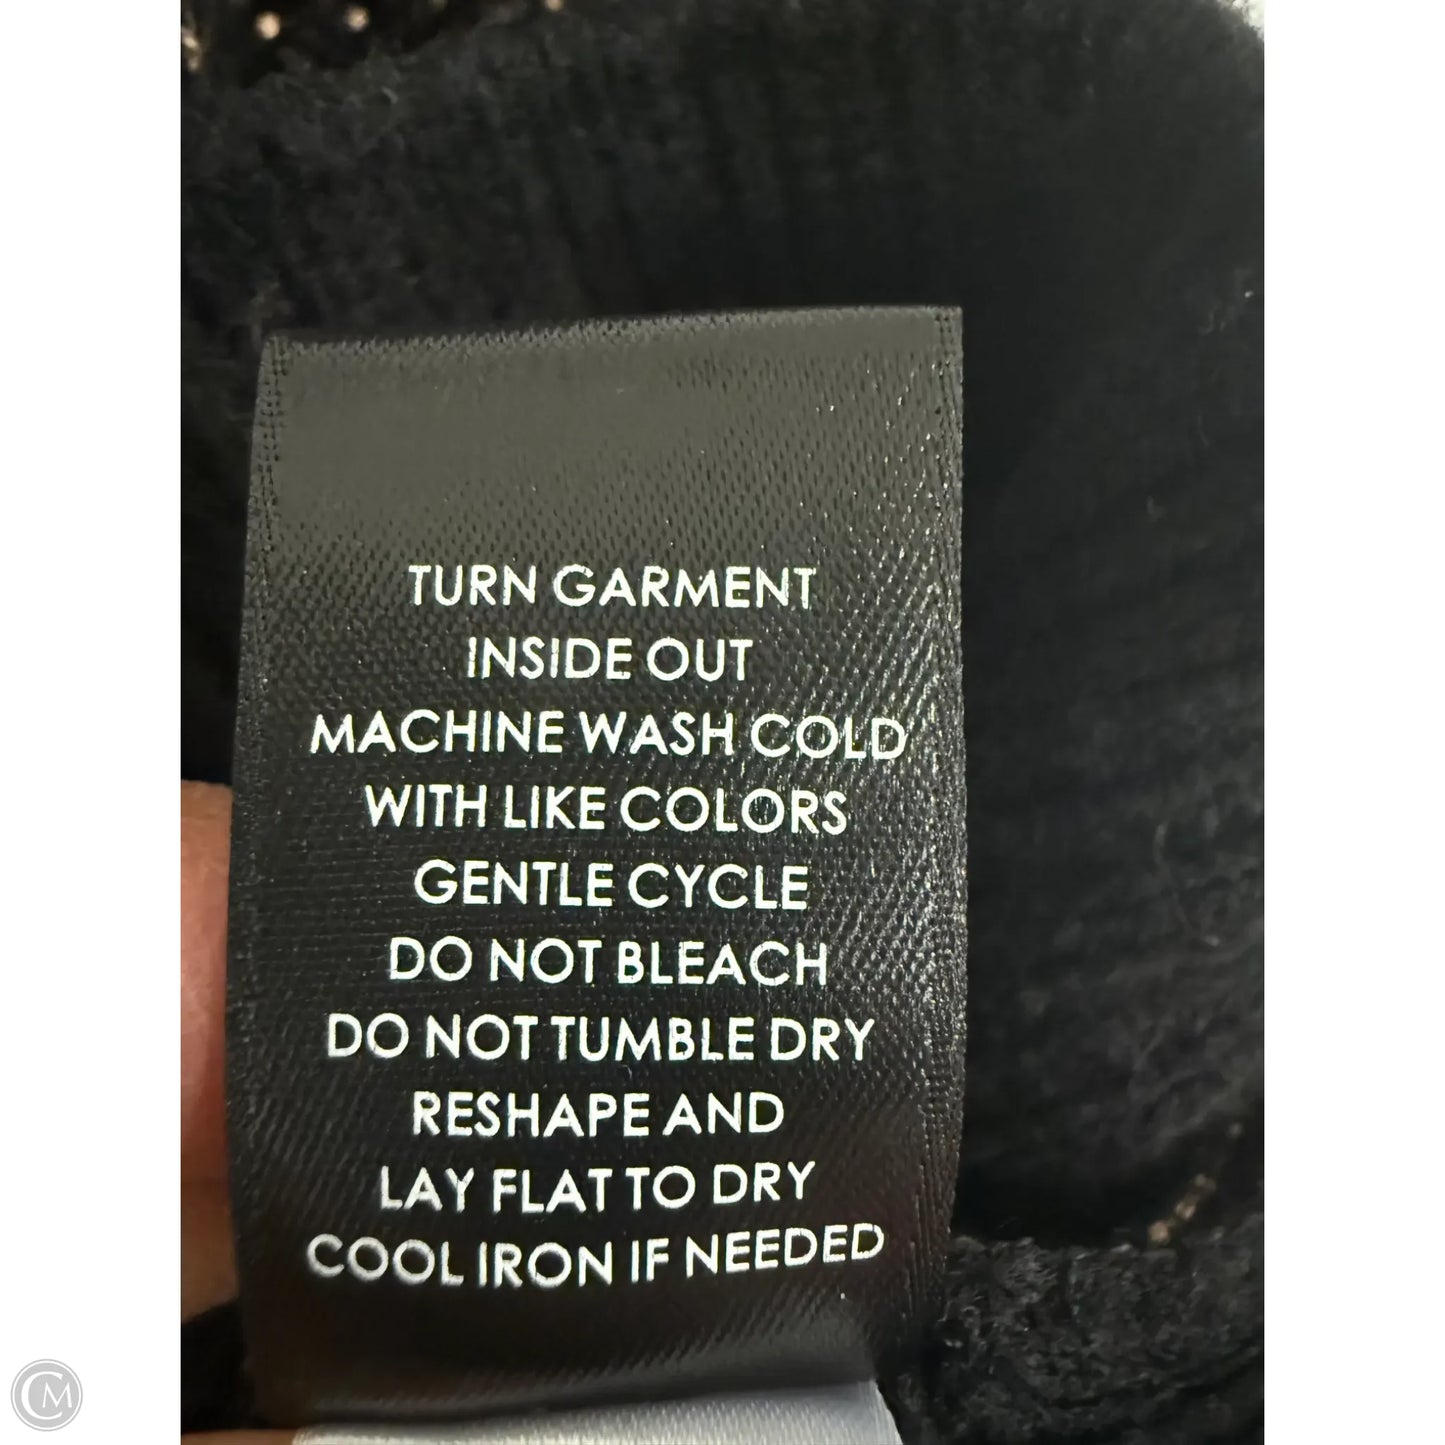 TURN GARMENT
INSIDE OUT
MACHINE WASH COLD
WITH LIKE COLORS
GENTLE CYCLE
DO NOT BLEACH
DO NOT TUMBLE DRY
RESHAPE AND
LAY FLAT TO DRY
COOL IRON IF NEEDED
CM